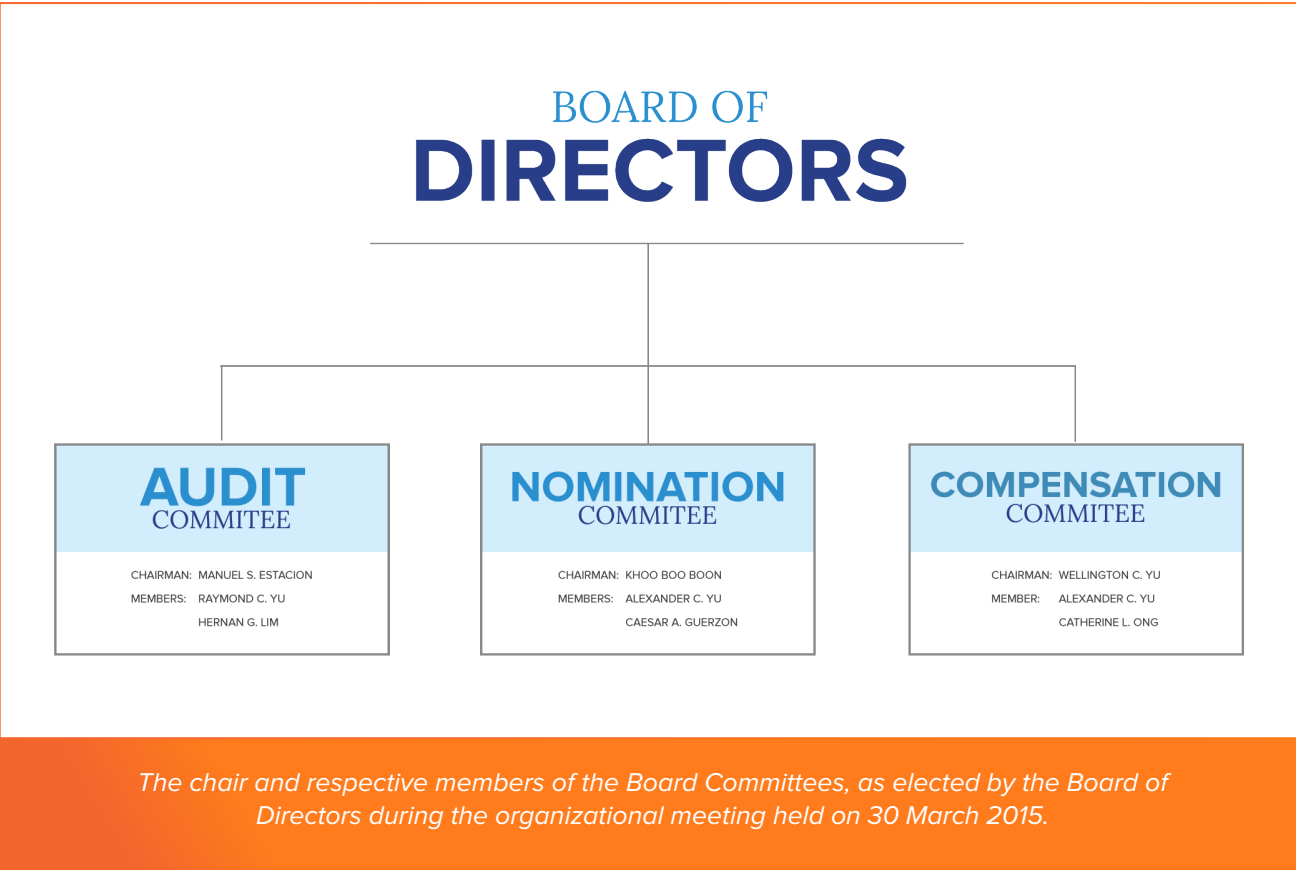 BOARD OF
DIRECTORS
AUDIT
COMMITEE
CHAIRMAN: MANUEL S. ESTACION
MEMBERS: RAYMOND C. YU
HERNAN G. LIM
NOMINATION
COMMITEE
CHAIRMAN: KHOO BOO BOON
MEMBERS: ALEXANDER C. YU
CAESAR A. GUERZON
COMPENSATION
COMMITEE
CHAIRMAN: WELLINGTON C. YU
MEMBER: ALEXANDER C. YU
CATHERINE L. ONG
The chair and respective members of the Board Committees, as elected by the Board of
Directors during the organizational meeting held on 30 March 2015.